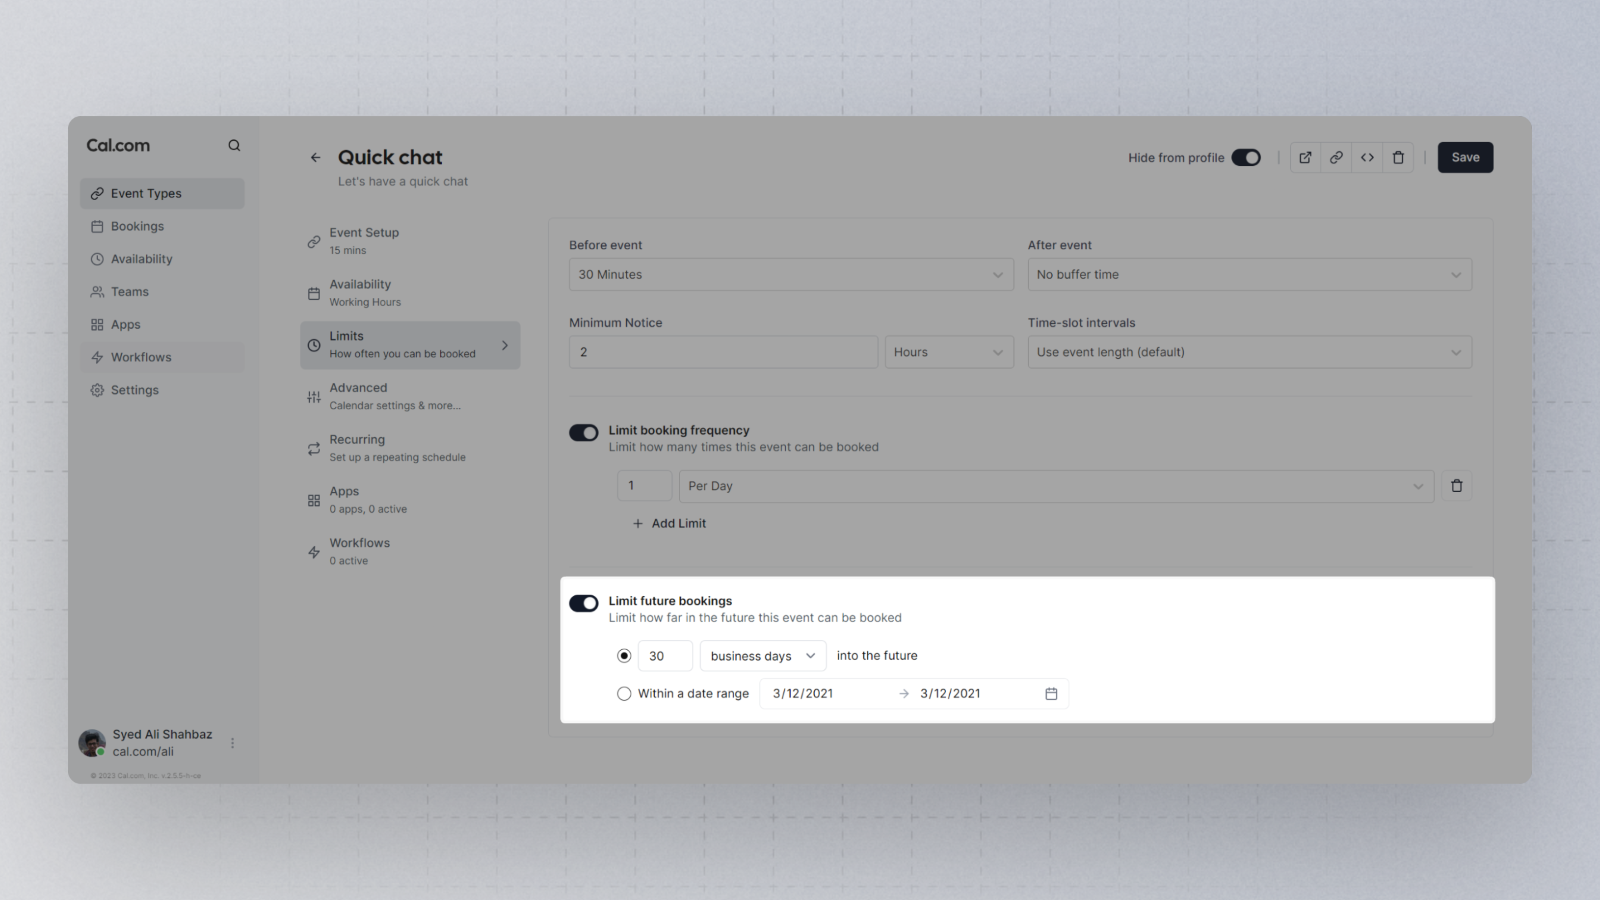 Cal.com
Event Types
Bookings
Availability
Teams
Apps
Workflows
Settings
Syed Ali Shahbaz
cal.com/ali
© 2023 Cal.com, Inc. v.2.5.5-h-ce
Quick chat
Let's have a quick chat
Hide from profile
Save
Event Setup
15 mins
Availability
Working Hours
Limits
How often you can be booked
Advanced
Calendar settings & more...
Recurring
Set up a repeating schedule
Apps
0 apps, 0 active
Workflows
0 active
Before event
After event
30 Minutes
No buffer time
Minimum Notice
Time-slot intervals
2
Hours
Use event length (default)
Limit booking frequency
Limit how many times this event can be booked
1
Per Day
Add Limit
Limit future bookings
Limit how far in the future this event can be booked
30 business days into the future
Within a date range 3/12/2021 → 3/12/2021